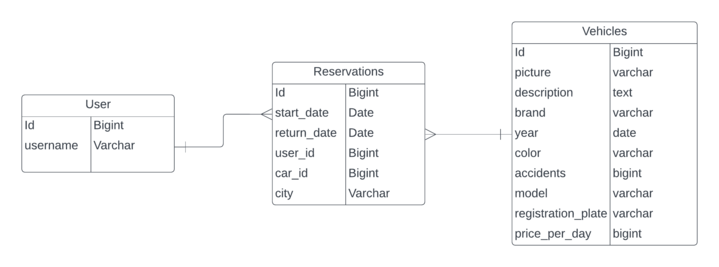 User
Id Bigint
username Varchar
Reservations
Id Bigint
start_date Date
return_date Date
user_id Bigint
car_id Bigint
city Varchar
Vehicles
Id Bigint
picture varchar
description text
brand varchar
year date
color varchar
accidents bigint
model varchar
registration_plate varchar
price_per_day bigint